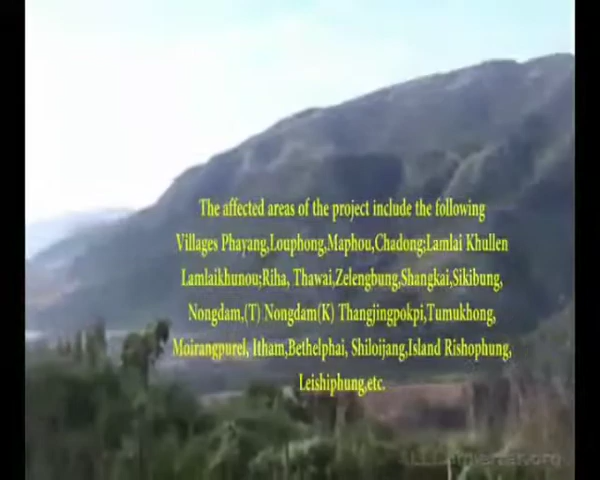 The affected areas of the project include the following
Villages Phayang,Louphong,Maphou,Chadong;Lamlai Khullen
Lamlaikhunou;Riha, Thawai,Zelengbung,Shangkai,Sikibung,
Nongdam,(T) Nongdam(K) Thangjingpokpi,Tumukhong,
Moirangpurel, Itham,Bethelphai, Shiloijang,Island Rishophung,
Leishiphung,etc.